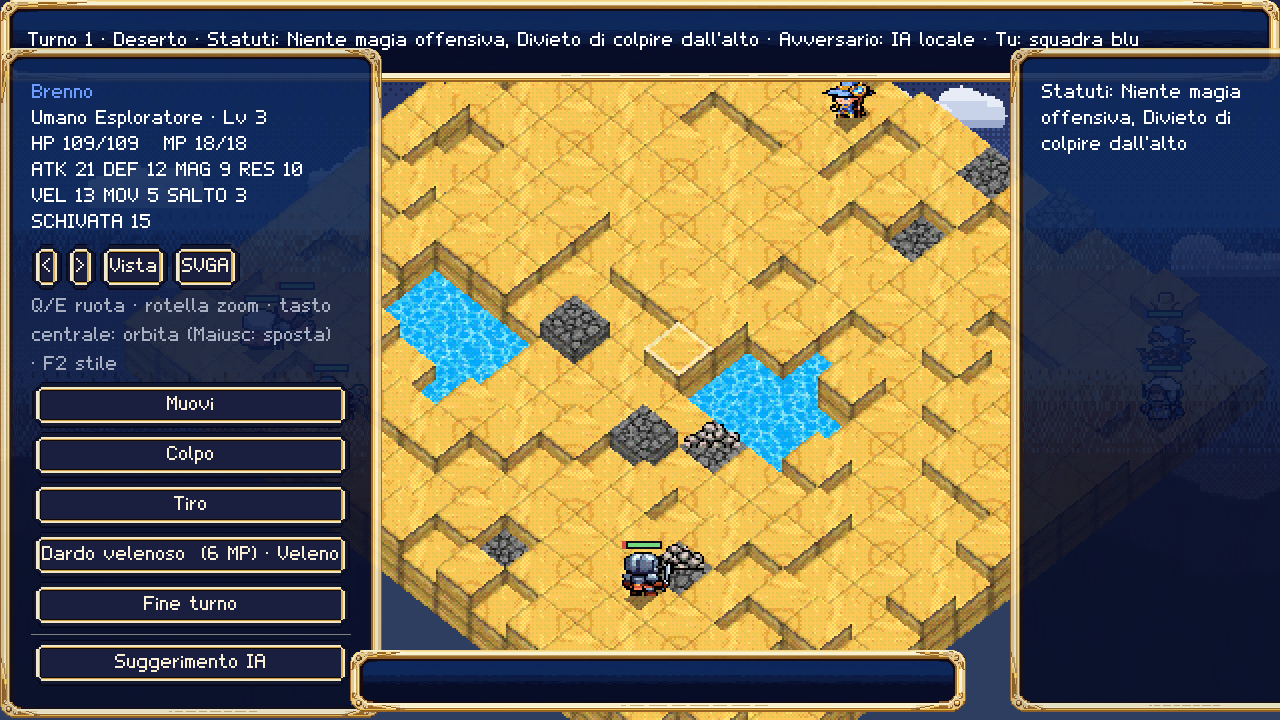 Turno 1 · Deserto · Statuti: Niente magia offensiva, Divieto di colpire dall'alto · Avversario: IA locale · Tu: squadra blu
Brenno
Umano Esploratore · Lv 3
HP 109/109 MP 18/18
ATK 21 DEF 12 MAG 9 RES 10
VEL 13 MOV 5 SALTO 3
SCHIVATA 15
< > Vista SVGA
Q/E ruota · rotella zoom · tasto
centrale: orbita (Maiusc: sposta)
· F2 stile
Muovi
Colpo
Tiro
Dardo velenoso (6 MP) · Veleno
Fine turno
Suggerimento IA
Statuti: Niente magia
offensiva, Divieto di
colpire dall'alto